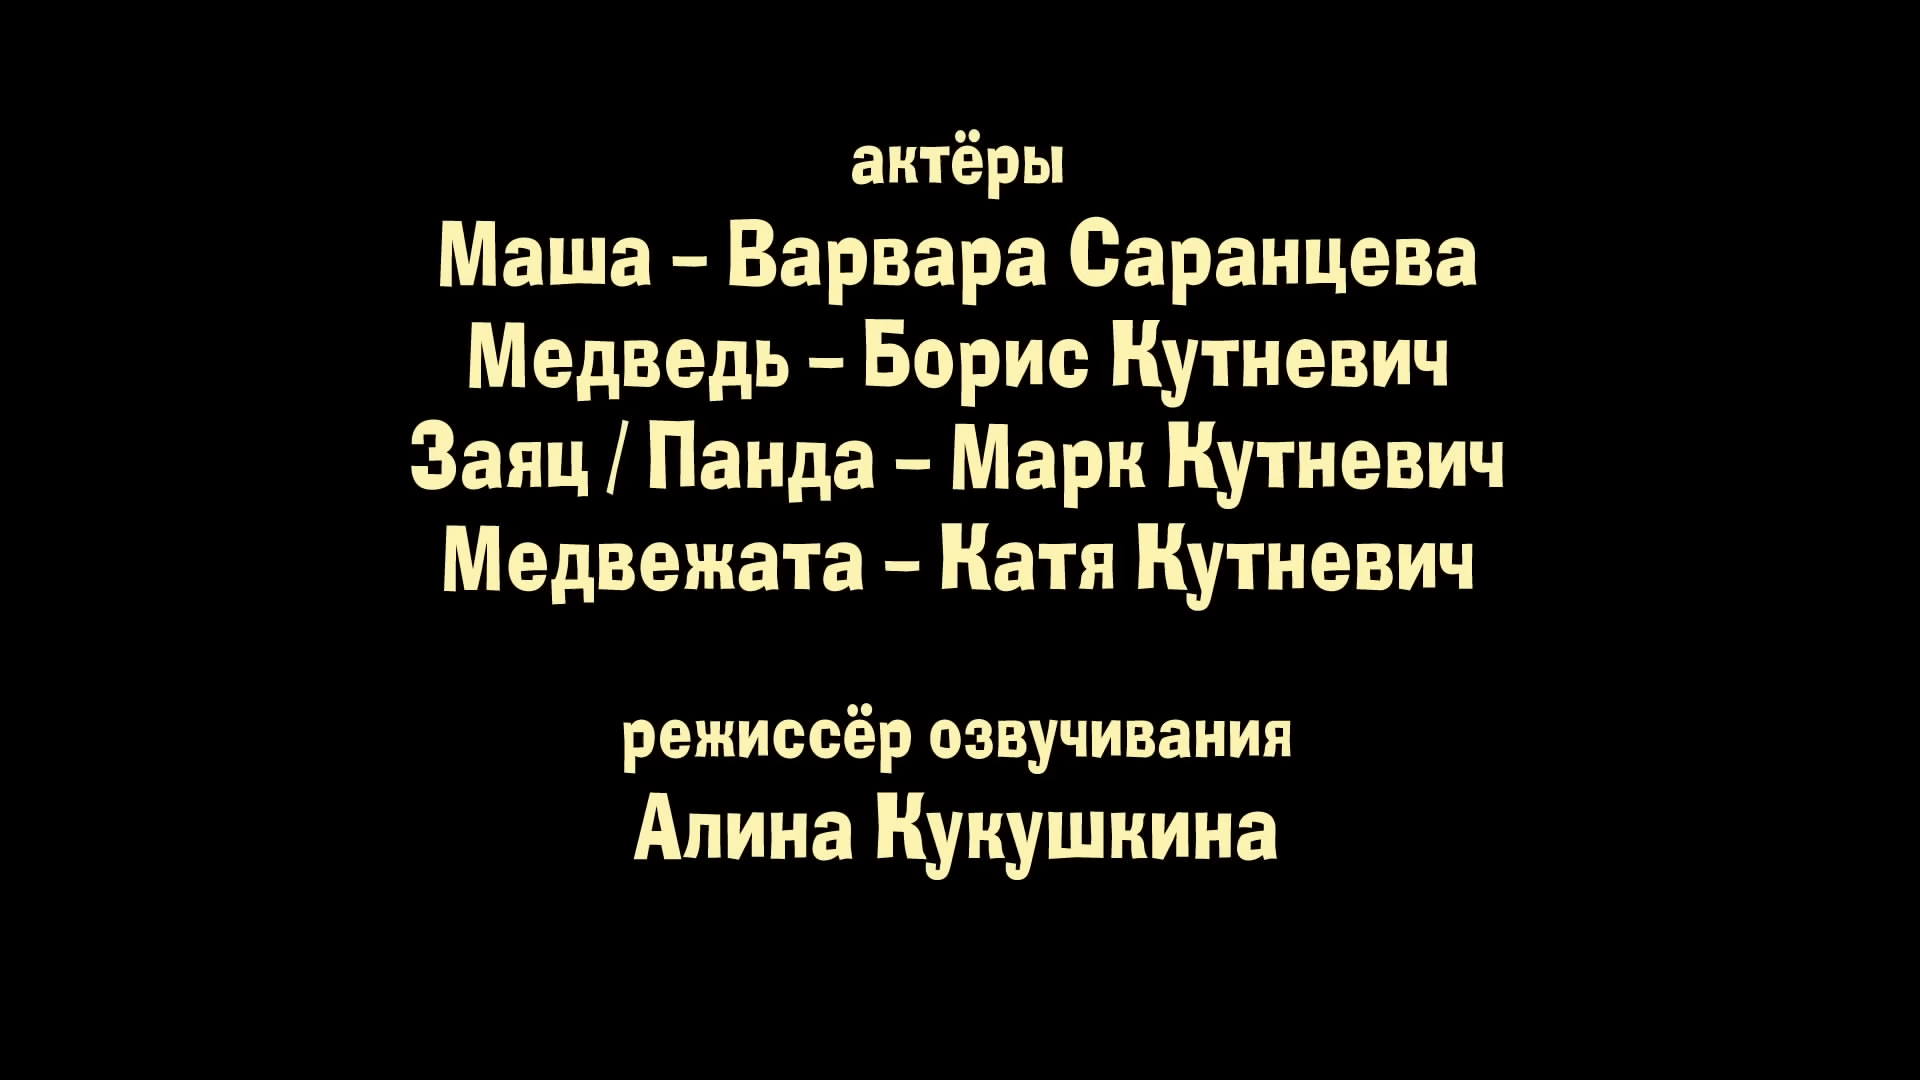 актёры
Маша – Варвара Саранцева
Медведь – Борис Кутневич
Заяц / Панда – Марк Кутневич
Медвежата – Катя Кутневич
режиссёр озвучивания
Алина Кукушкина